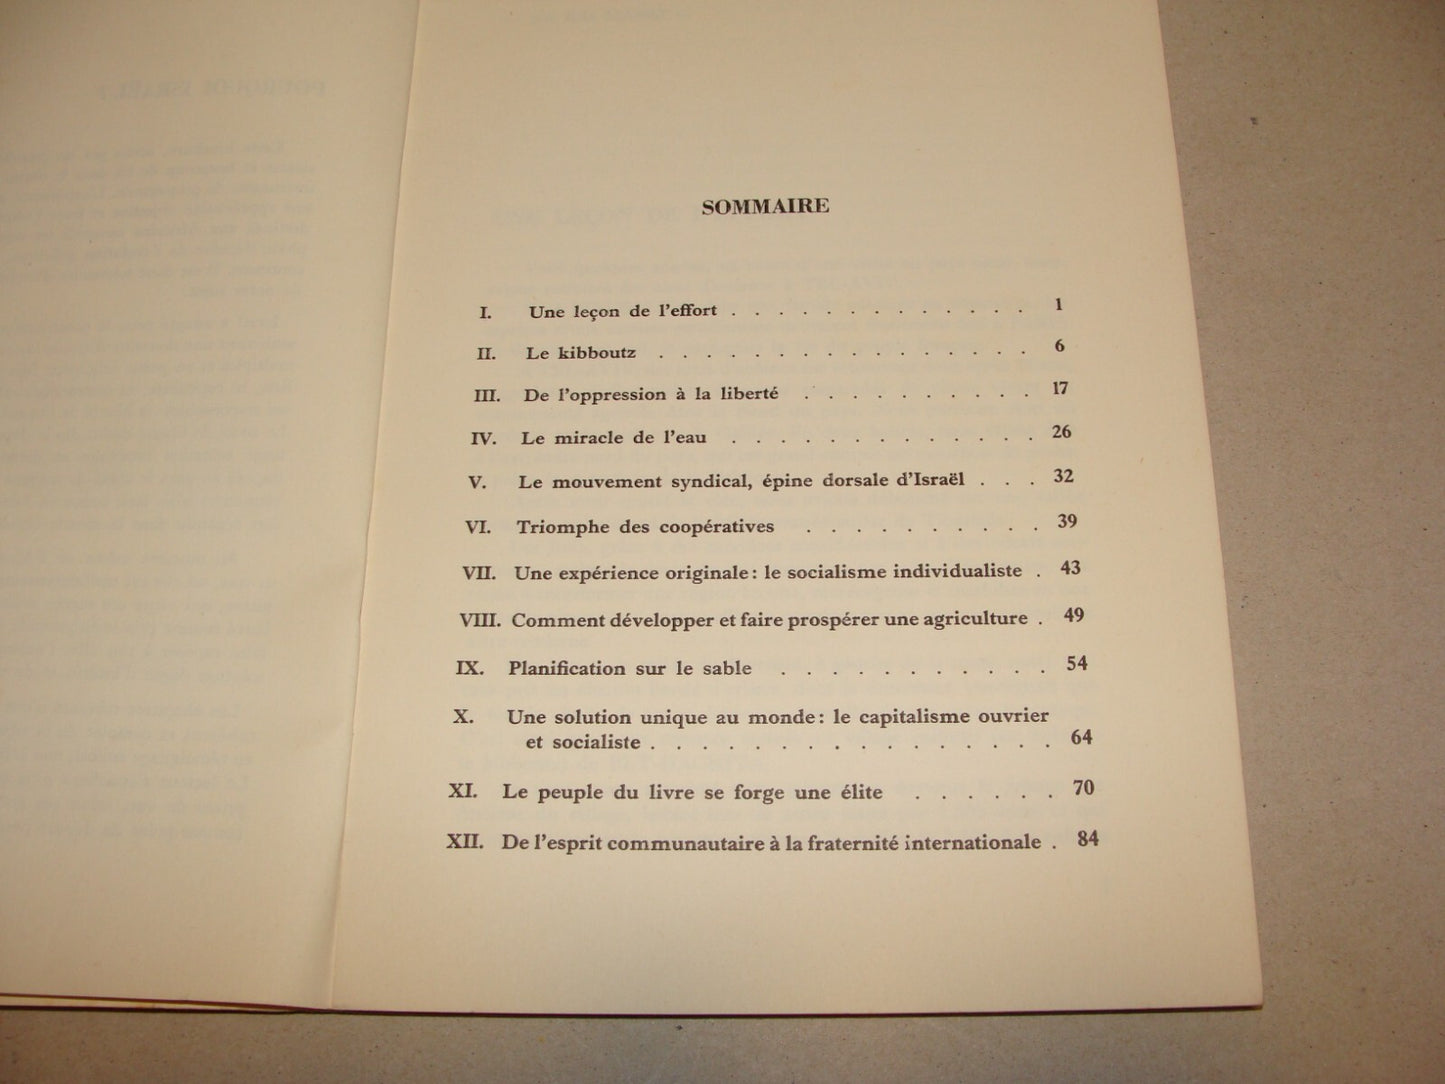 SOMMAIRE
I. Une leçon de l'effort . . . . . . . . . . . . . 1
II. Le kibboutz . . . . . . . . . . . . . . . . 6
III. De l'oppression à la liberté . . . . . . . . . . 17
IV. Le miracle de l'eau . . . . . . . . . . . . . 26
V. Le mouvement syndical, épine dorsale d'Israël . . . 32
VI. Triomphe des coopératives . . . . . . . . . . 39
VII. Une expérience originale : le socialisme individualiste . 43
VIII. Comment développer et faire prospérer une agriculture . 49
IX. Planification sur le sable . . . . . . . . . . . 54
X. Une solution unique au monde : le capitalisme ouvrier
et socialiste . . . . . . . . . . . . . . . . 64
XI. Le peuple du livre se forge une élite . . . . . . 70
XII. De l'esprit communautaire à la fraternité internationale . 84